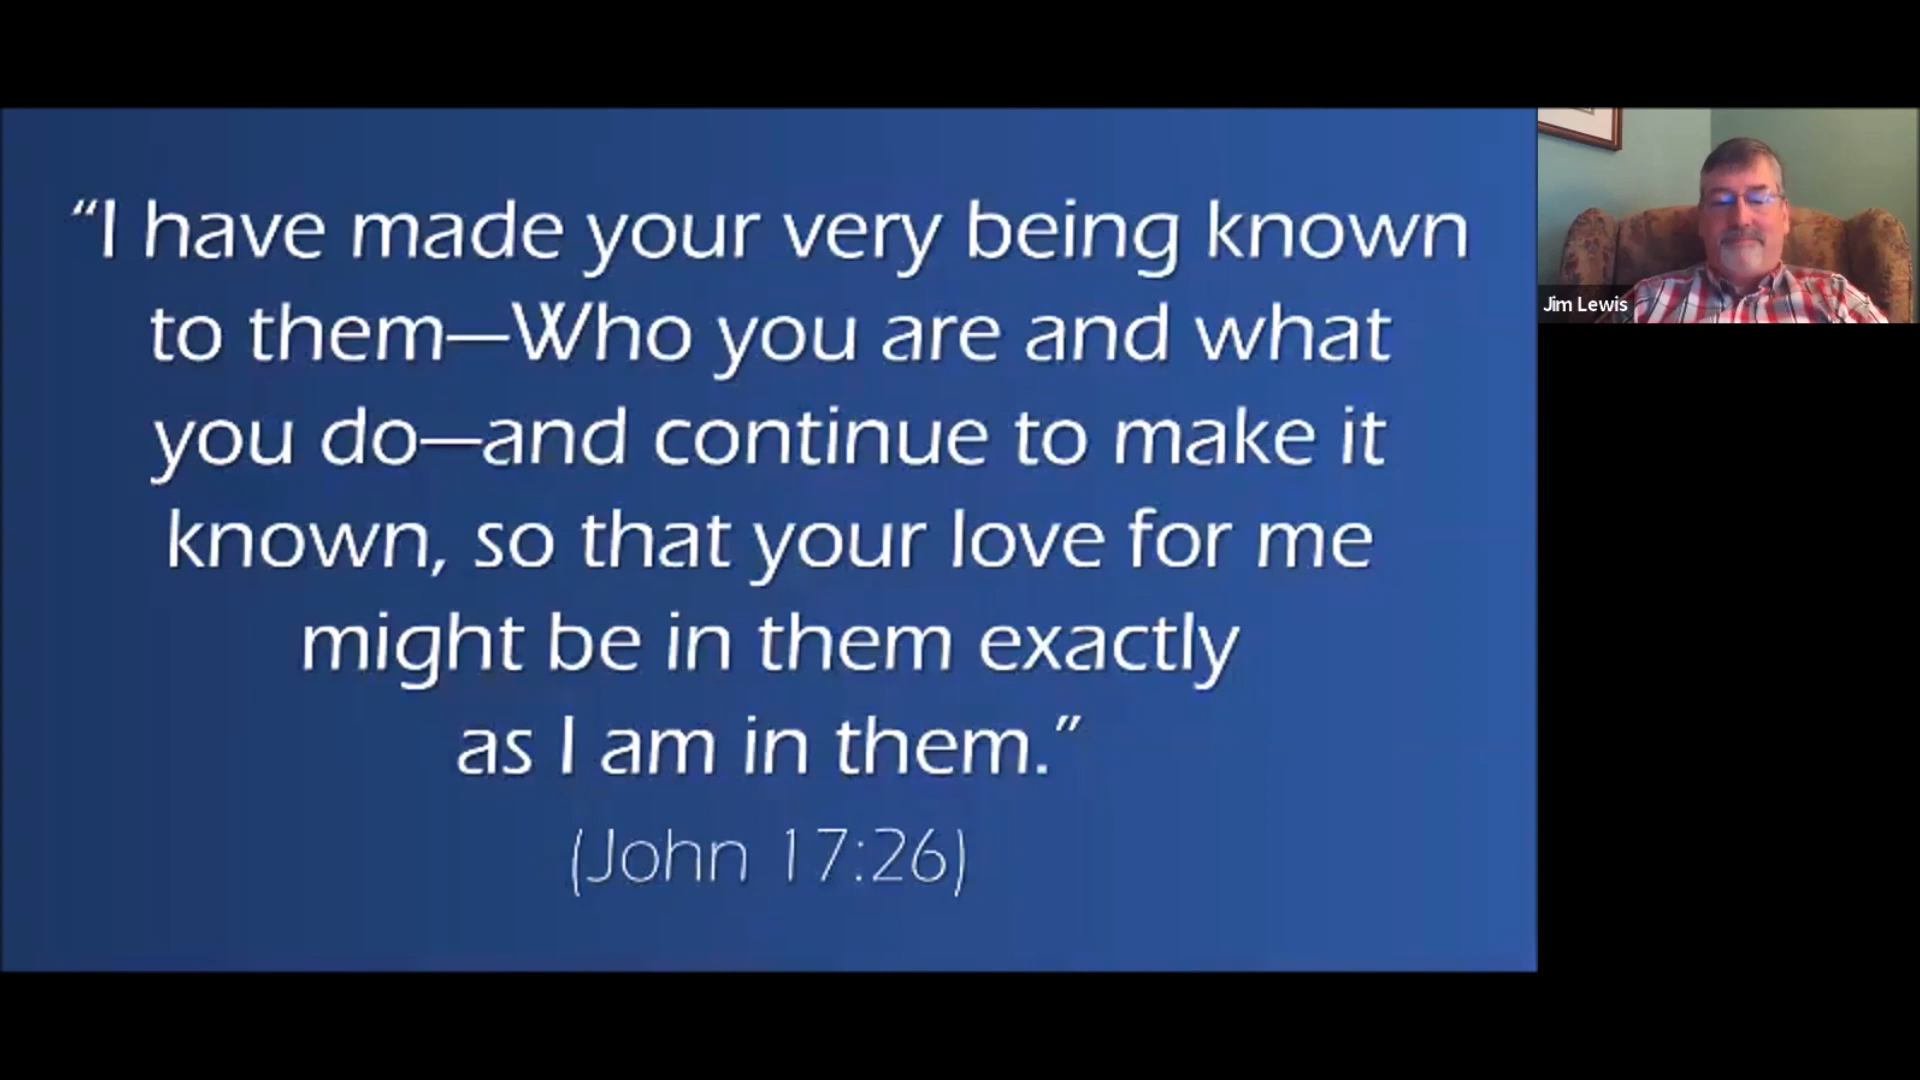 “I have made your very being known
to them—Who you are and what
you do—and continue to make it
known, so that your love for me
might be in them exactly
as I am in them.”
(John 17:26)
Jim Lewis